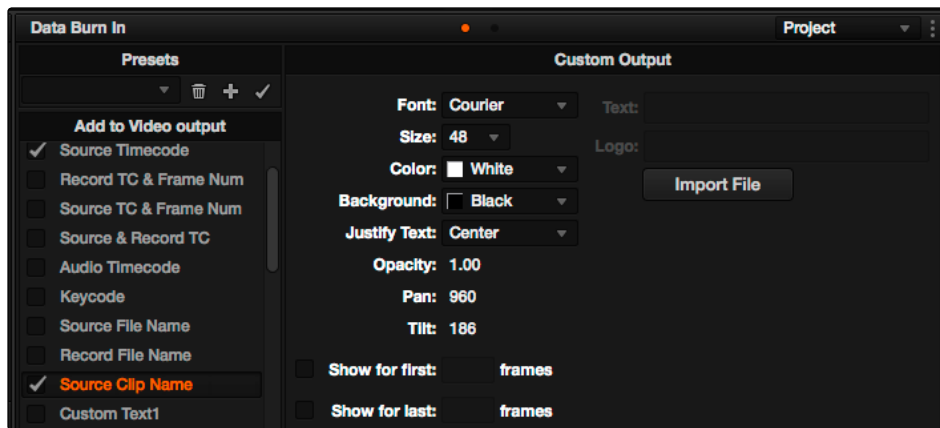 Data Burn In
Project
Presets
Custom Output
Add to Video output
Source Timecode
Record TC & Frame Num
Source TC & Frame Num
Source & Record TC
Audio Timecode
Keycode
Source File Name
Record File Name
Source Clip Name
Custom Text1
Font: Courier
Size: 48
Color: White
Background: Black
Justify Text: Center
Opacity: 1.00
Pan: 960
Tilt: 186
Show for first: frames
Show for last: frames
Text:
Logo:
Import File